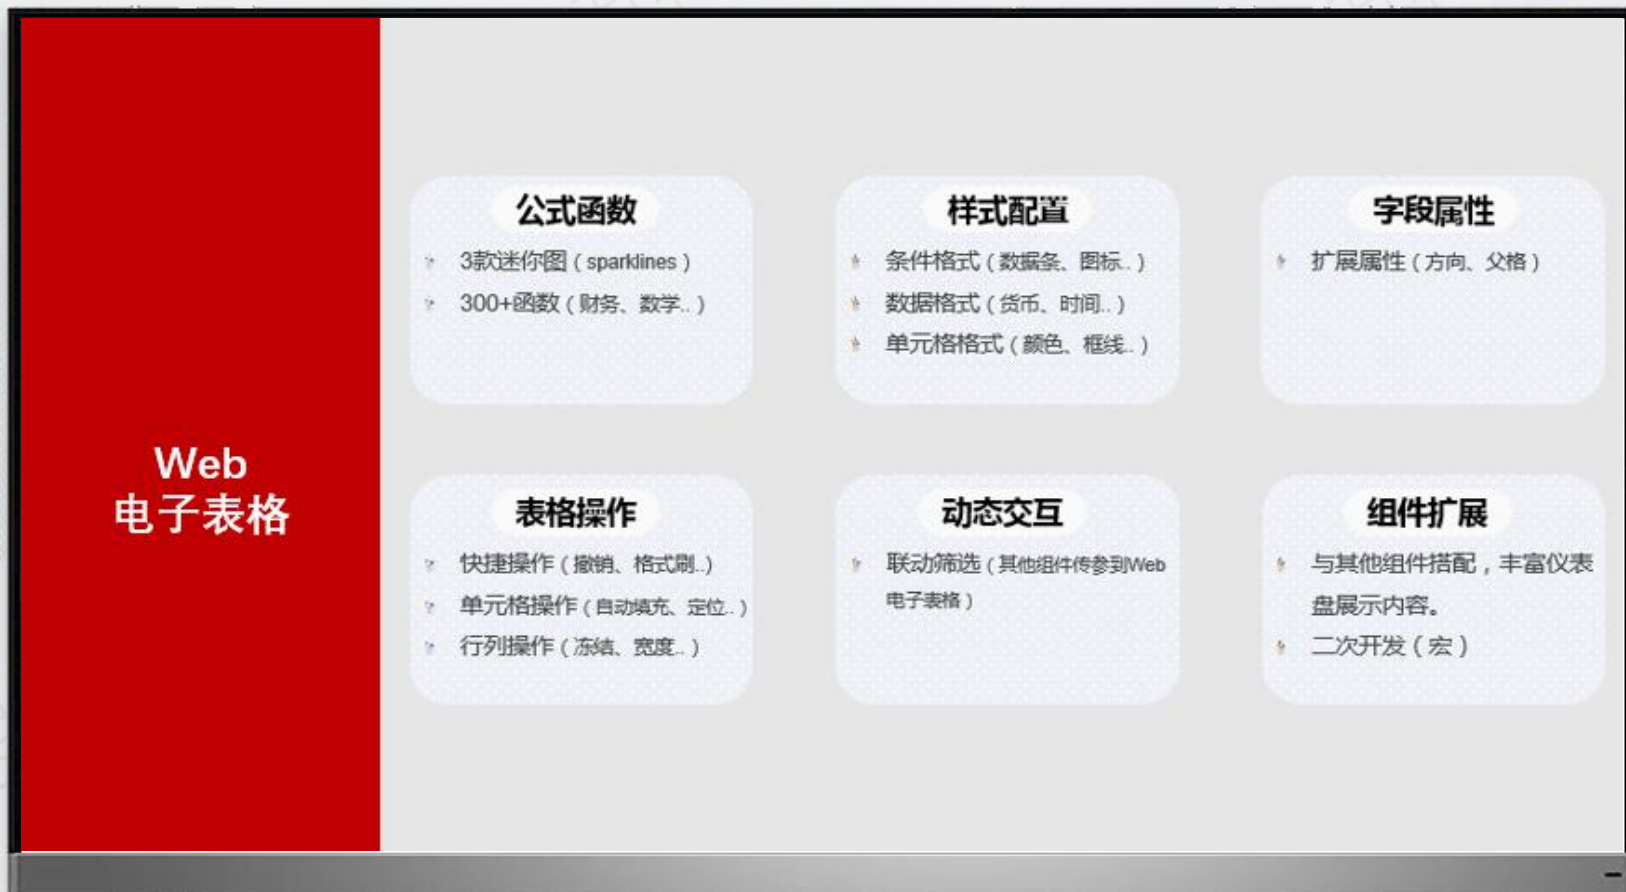 Web
电子表格
公式函数
3款迷你图（sparklines）
300+函数（财务、数学..）
样式配置
条件格式（数据条、图标..）
数据格式（货币、时间..）
单元格格式（颜色、框线..）
字段属性
扩展属性（方向、父格）
表格操作
快捷操作（撤销、格式刷..)
单元格操作（自动填充、定位..）
行列操作（冻结、宽度..）
动态交互
联动筛选（其他组件传参到Web
电子表格）
组件扩展
与其他组件搭配，丰富仪表
盘展示内容。
二次开发（宏）